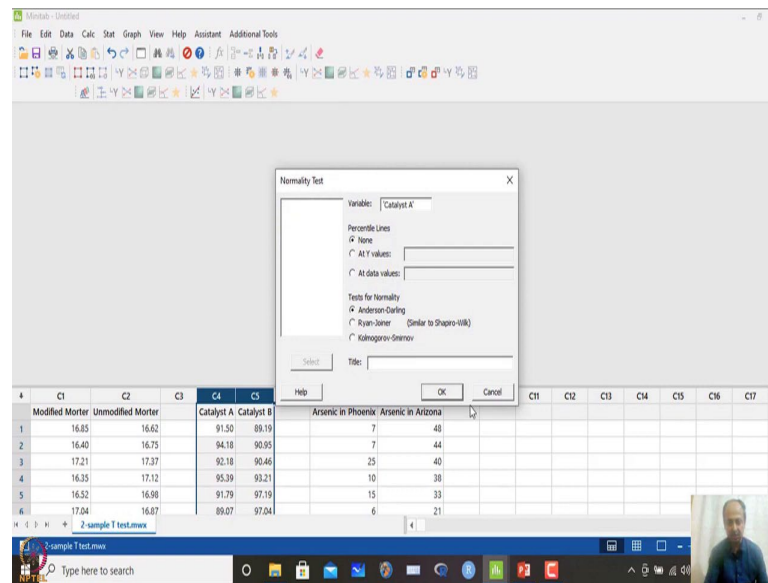 Minitab - Untitled
File Edit Data Calc Stat Graph View Help Assistant Additional Tools
Normality Test
Variable: 'Catalyst A'
Percentile Lines
None
At Y values:
At data values:
Tests for Normality
Anderson-Darling
Ryan-Joiner (Similar to Shapiro-Wilk)
Kolmogorov-Smirnov
Select Title:
Help OK Cancel
C1 C2 C3 C4 C5 C11 C12 C13 C14 C15 C16 C17
Modified Morter Unmodified Morter Catalyst A Catalyst B Arsenic in Phoenix Arsenic in Arizona
1 16.85 16.62 91.50 89.19 7 48
2 16.40 16.75 94.18 90.95 7 44
3 17.21 17.37 92.18 90.46 25 40
4 16.35 17.12 95.39 93.21 10 38
5 16.52 16.98 91.79 97.19 15 33
6 17.04 16.87 89.07 97.04 6 21
2-sample T test.mwx
2-sample T test.mwx
Type here to search
NPTEL